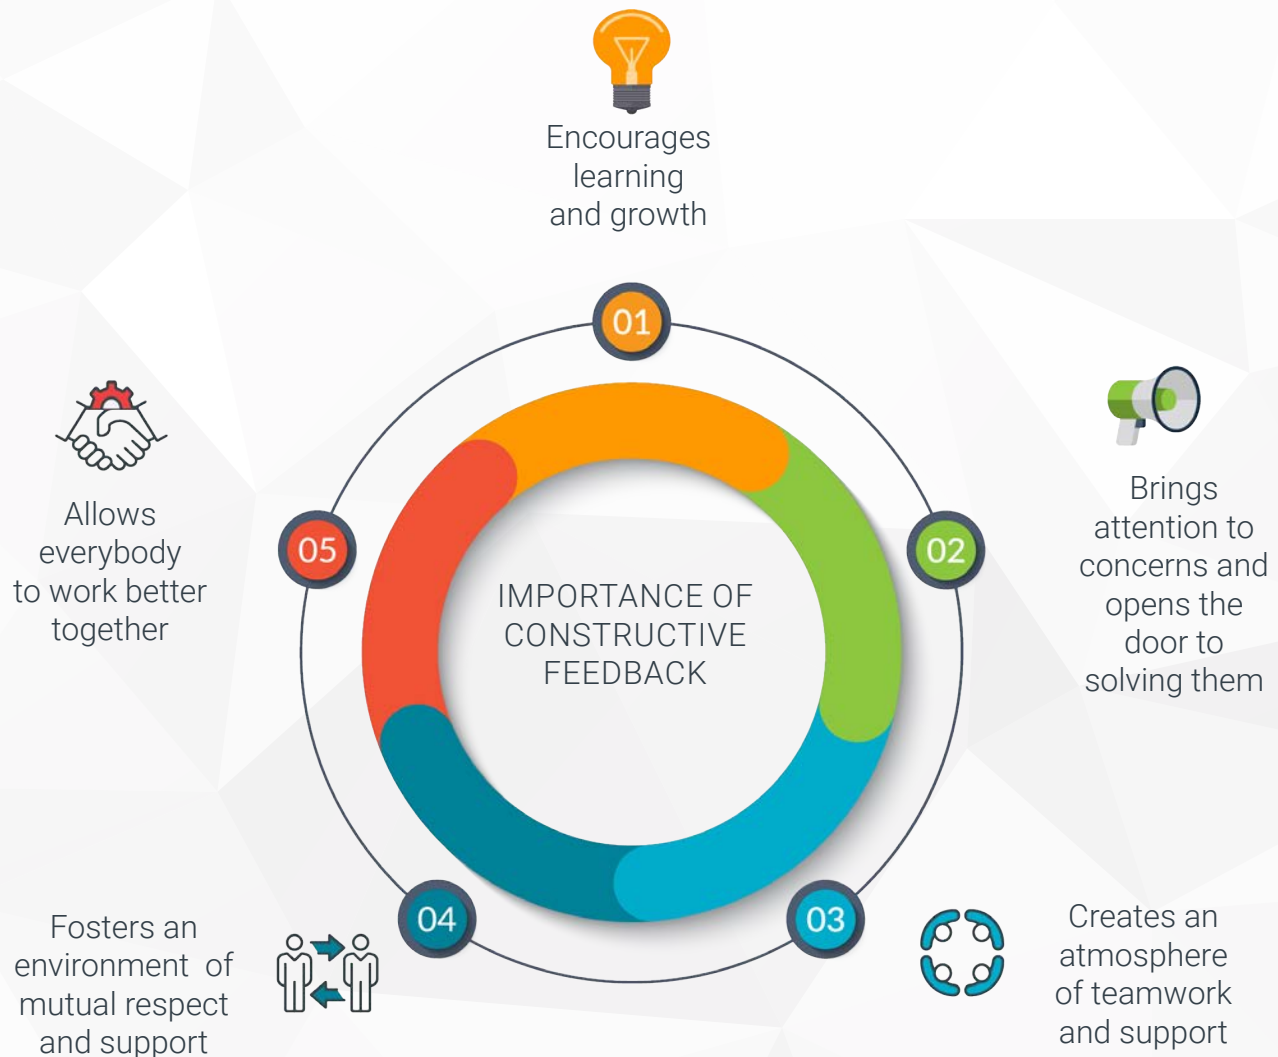 Encourages
learning
and growth
01
Brings
attention to
concerns and
opens the
door to
solving them
02
Creates an
atmosphere
of teamwork
and support
03
Fosters an
environment of
mutual respect
and support
04
Allows
everybody
to work better
together
05
IMPORTANCE OF
CONSTRUCTIVE
FEEDBACK